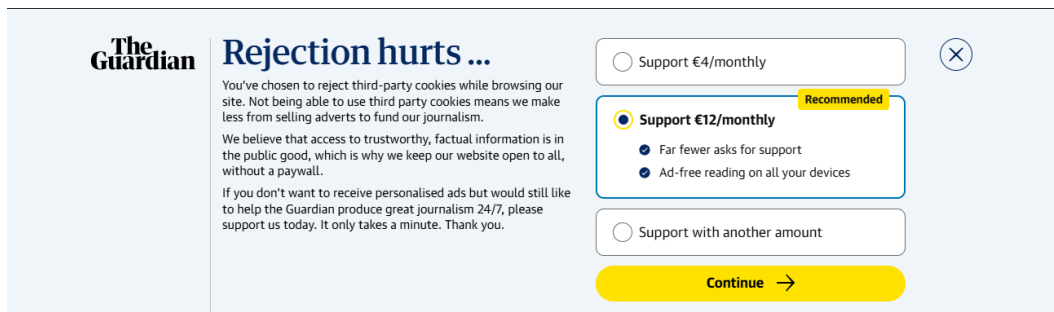 The
Guardian
Rejection hurts ...
You've chosen to reject third-party cookies while browsing our
site. Not being able to use third party cookies means we make
less from selling adverts to fund our journalism.
We believe that access to trustworthy, factual information is in
the public good, which is why we keep our website open to all,
without a paywall.
If you don't want to receive personalised ads but would still like
to help the Guardian produce great journalism 24/7, please
support us today. It only takes a minute. Thank you.
Support €4/monthly
Recommended
Support €12/monthly
Far fewer asks for support
Ad-free reading on all your devices
Support with another amount
Continue